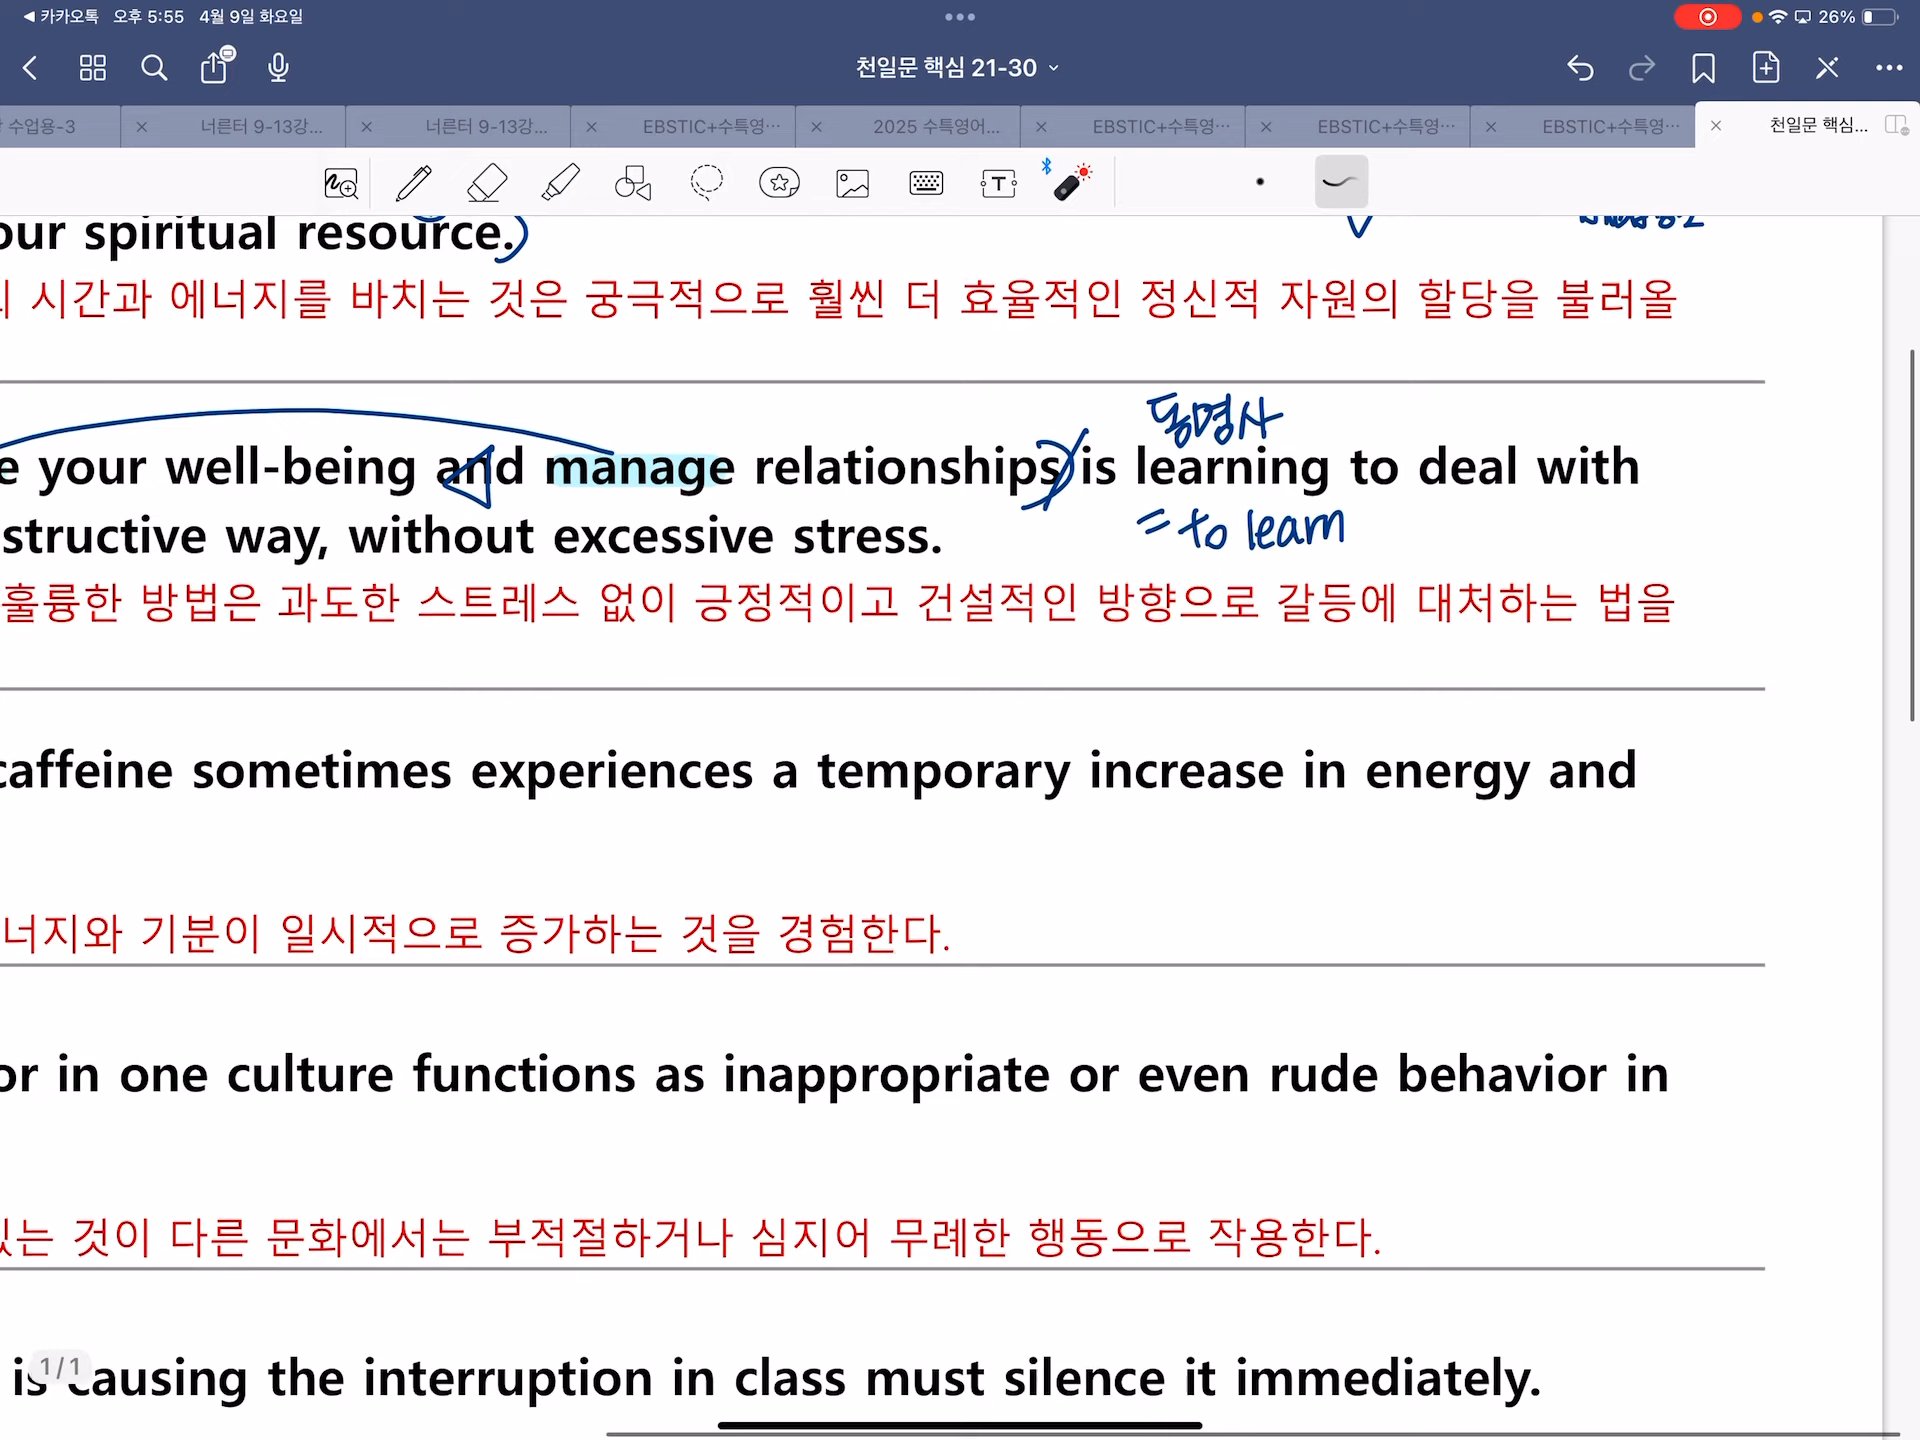 ◀ 카카오톡 오후 5:55 4월 9일 화요일 26%
천일문 핵심 21-30
수업용-3 너른터 9-13강... 너른터 9-13강... EBSTIC+수특영... 2025 수특영어... EBSTIC+수특영... EBSTIC+수특영... EBSTIC+수특영... 천일문 핵심...
our spiritual resource.)
시간과 에너지를 바치는 것은 궁극적으로 훨씬 더 효율적인 정신적 자원의 할당을 불러올
동명사
e your well-being and manage relationships is learning to deal with
= to learn
structive way, without excessive stress.
훌륭한 방법은 과도한 스트레스 없이 긍정적이고 건설적인 방향으로 갈등에 대처하는 법을
caffeine sometimes experiences a temporary increase in energy and
너지와 기분이 일시적으로 증가하는 것을 경험한다.
or in one culture functions as inappropriate or even rude behavior in
있는 것이 다른 문화에서는 부적절하거나 심지어 무례한 행동으로 작용한다.
is causing the interruption in class must silence it immediately.
1/1